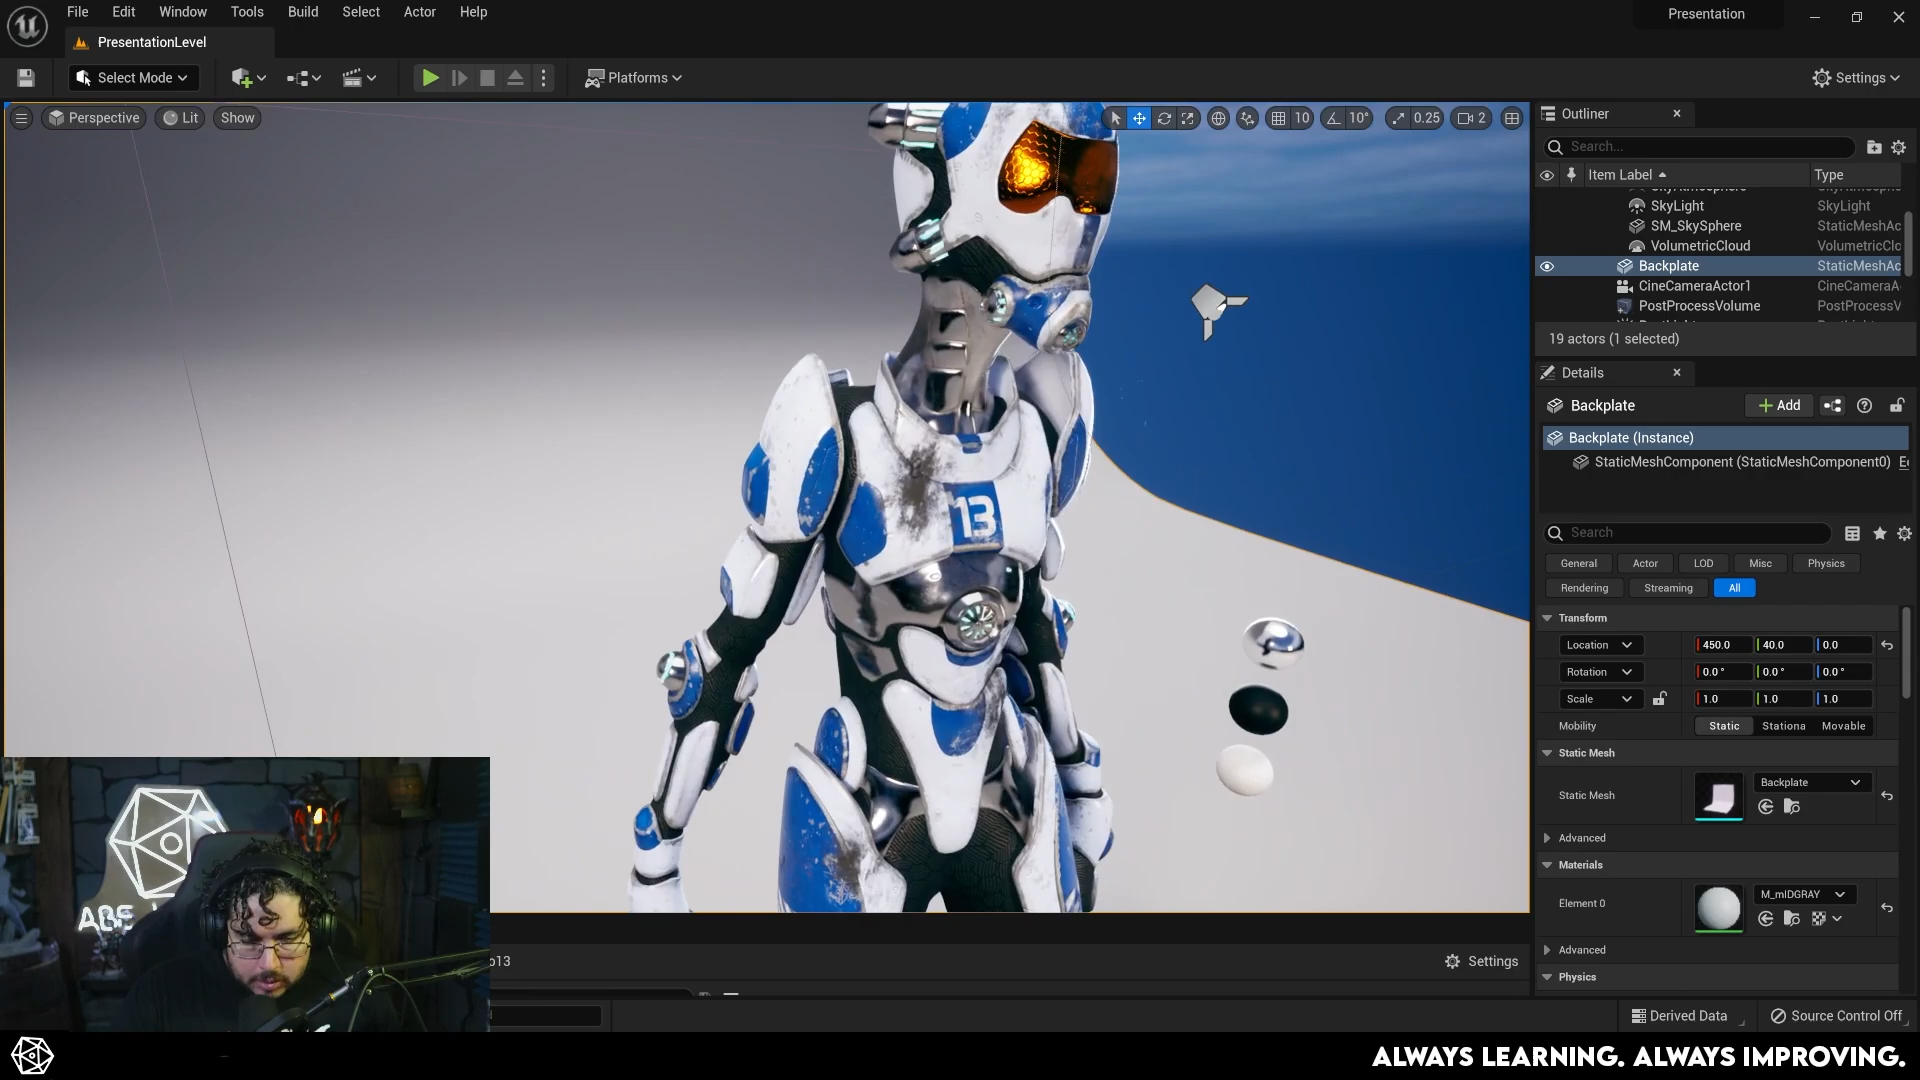 File Edit Window Tools Build Select Actor Help
Presentation
PresentationLevel
Select Mode
Platforms
Settings
Perspective
Lit
Show
10
10°
0.25
2
13
Outliner
Search...
Item Label
Type
SkyAtmosphere
SkyLight
SkyLight
SM_SkySphere
StaticMeshAc
VolumetricCloud
VolumetricClo
Backplate
StaticMeshAc
CineCameraActor1
CineCameraA
PostProcessVolume
PostProcessV
19 actors (1 selected)
Details
Backplate
Add
Backplate (Instance)
StaticMeshComponent (StaticMeshComponent0)
Search
General Actor LOD Misc Physics
Rendering Streaming All
Transform
Location 450.0 40.0 0.0
Rotation 0.0° 0.0° 0.0°
Scale 1.0 1.0 1.0
Mobility Static Stationa Movable
Static Mesh
Backplate
Static Mesh
Advanced
Materials
M_mIDGRAY
Element 0
Advanced
Physics
o13
Settings
Derived Data
Source Control Off
ALWAYS LEARNING. ALWAYS IMPROVING.